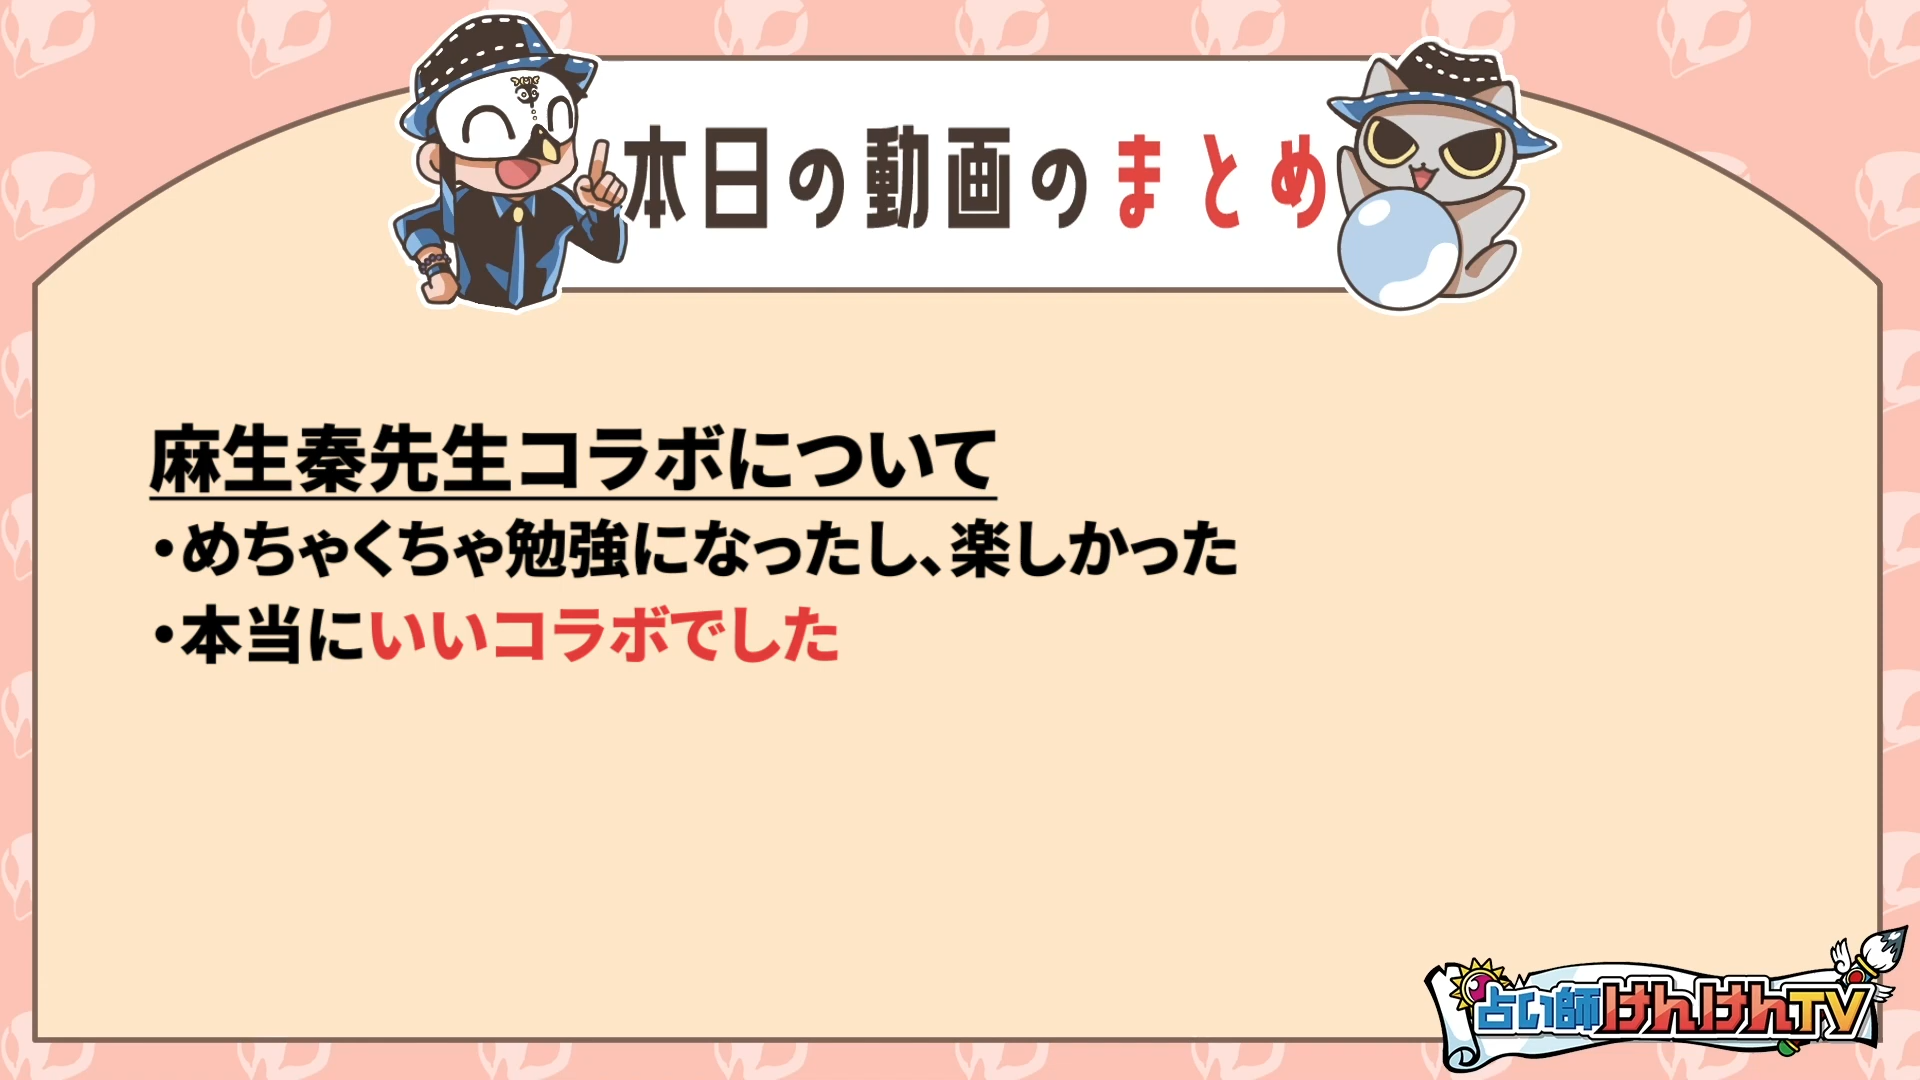 本日の動画のまとめ
麻生秦先生コラボについて
・めちゃくちゃ勉強になったし、楽しかった
・本当にいいコラボでした
占い師けんけんTV